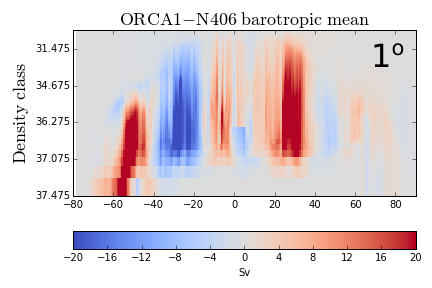 ORCA1−N406 barotropic mean
1º
Density class
31.475
34.675
36.275
37.075
37.475
−80 −60 −40 −20 0 20 40 60 80
−20 −16 −12 −8 −4 0 4 8 12 16 20
Sv